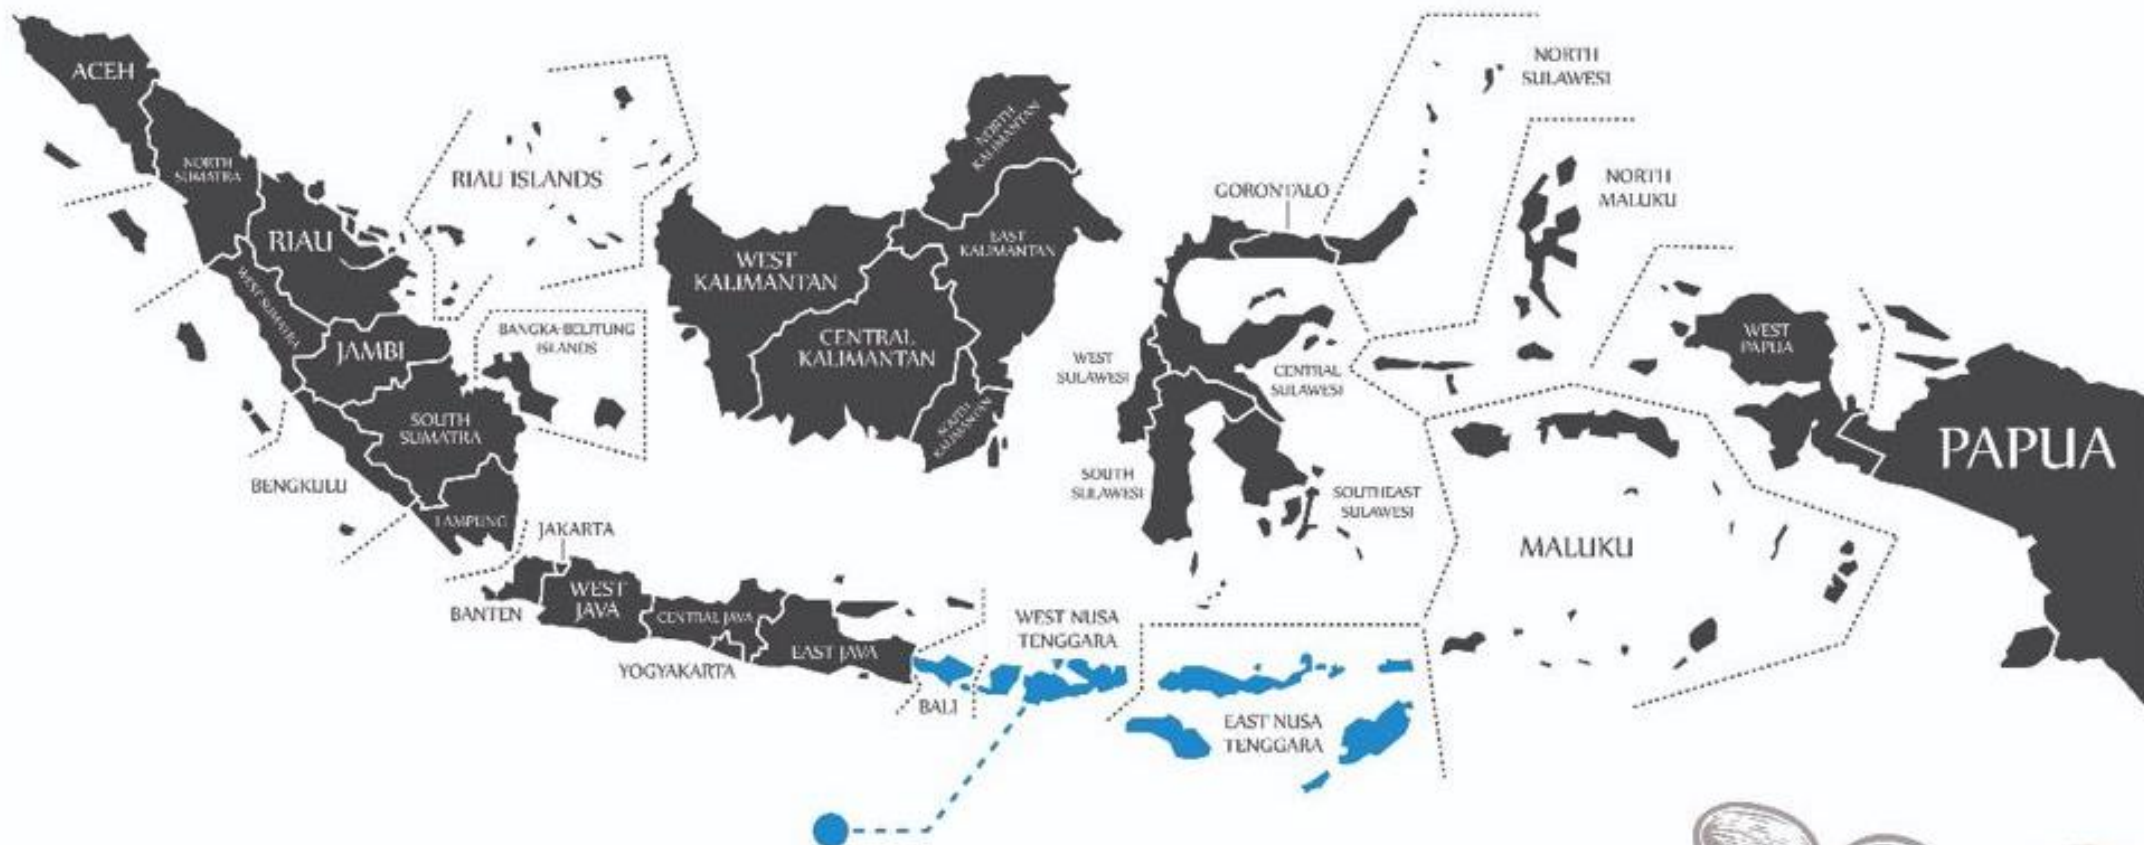 ACEH
NORTH
SUMATRA
RIAU
RIAU ISLANDS
WEST SUMATRA
JAMBI
BANGKA-BELITUNG
ISLANDS
SOUTH
SUMATRA
BENGKULU
LAMPUNG
JAKARTA
BANTEN
WEST
JAVA
CENTRAL JAVA
YOGYAKARTA
EAST JAVA
BALI
WEST NUSA
TENGGARA
EAST NUSA
TENGGARA
WEST
KALIMANTAN
CENTRAL
KALIMANTAN
NORTH
KALIMANTAN
EAST
KALIMANTAN
SOUTH
KALIMANTAN
GORONTALO
NORTH
SULAWESI
WEST
SULAWESI
CENTRAL
SULAWESI
SOUTH
SULAWESI
SOUTHEAST
SULAWESI
NORTH
MALUKU
MALUKU
WEST
PAPUA
PAPUA